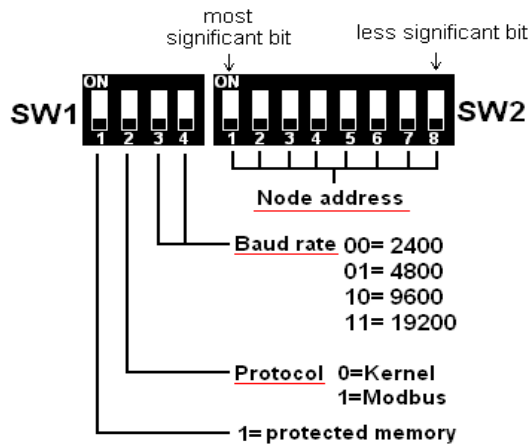 most
significant bit
less significant bit
ON ON
SW1 SW2
1 2 3 4 1 2 3 4 5 6 7 8
Node address
Baud rate 00= 2400
01= 4800
10= 9600
11= 19200
Protocol 0=Kernel
1=Modbus
1= protected memory